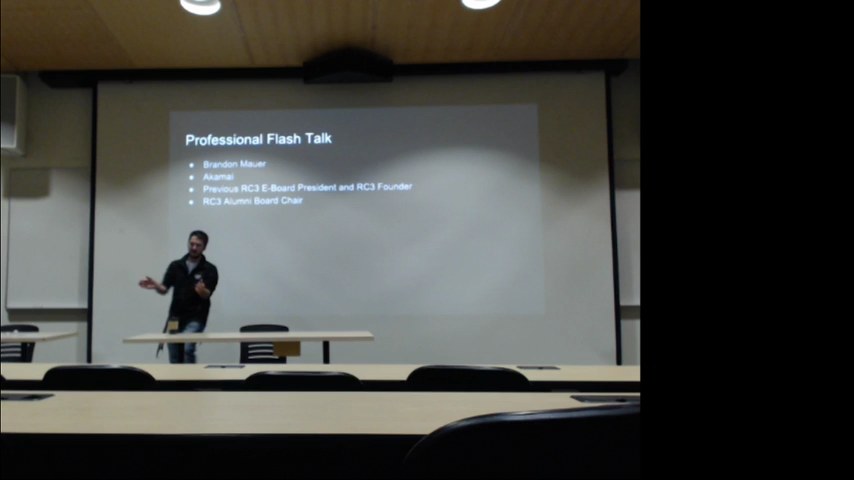 Professional Flash Talk
● Brandon Mauer
● Akamai
● Previous RC3 E-Board President and RC3 Founder
● RC3 Alumni Board Chair